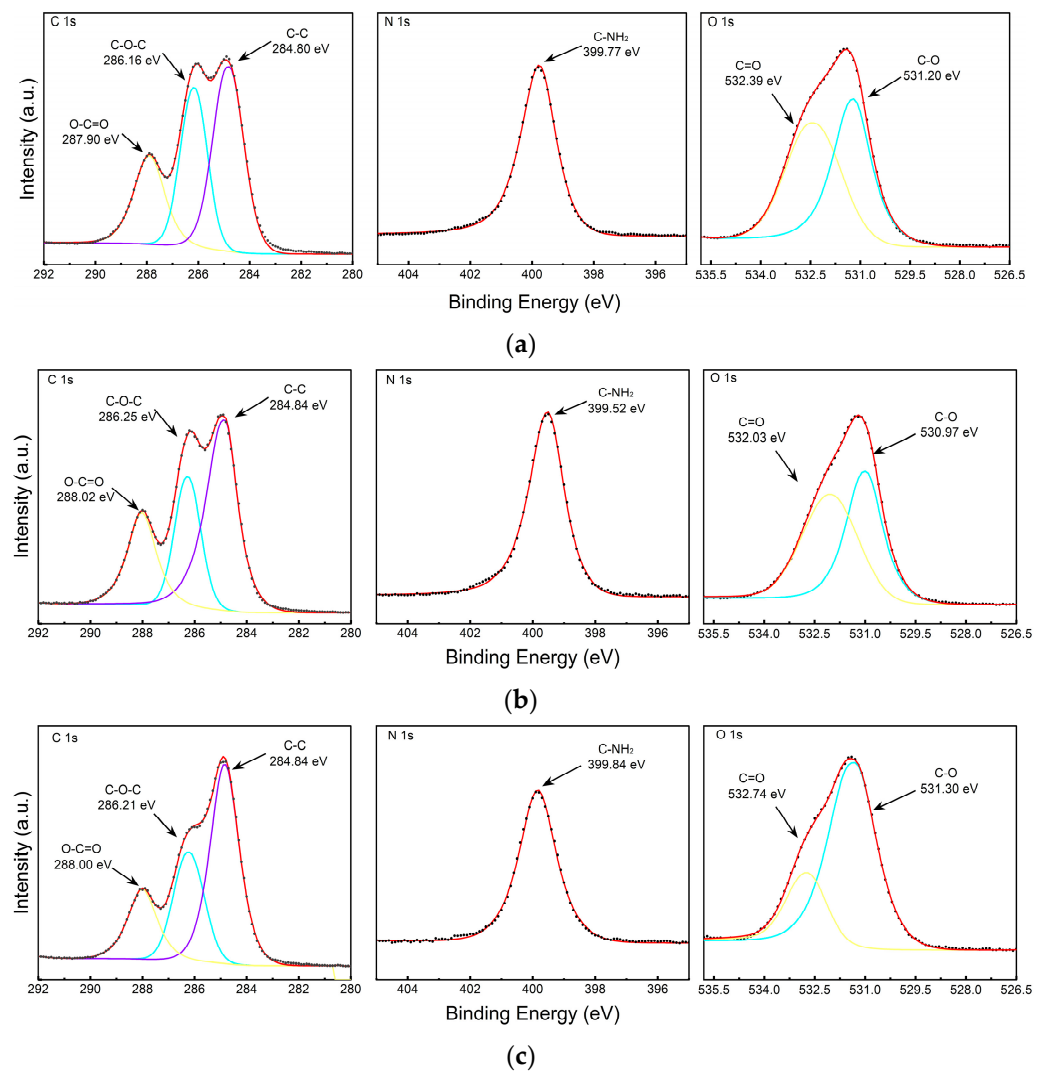 C 1s
C-O-C
286.16 eV
C-C
284.80 eV
O-C=O
287.90 eV
Intensity (a.u.)
292 290 288 286 284 282 280
N 1s
C-NH₂
399.77 eV
404 402 400 398 396
O 1s
C=O
532.39 eV
C-O
531.20 eV
535.5 534.0 532.5 531.0 529.5 528.0 526.5
Binding Energy (eV)
(a)
C 1s
C-O-C
286.25 eV
C-C
284.84 eV
O-C=O
288.02 eV
Intensity (a.u.)
292 290 288 286 284 282 280
N 1s
C-NH₂
399.52 eV
404 402 400 398 396
O 1s
C=O
532.03 eV
C-O
530.97 eV
535.5 534.0 532.5 531.0 529.5 528.0 526.5
Binding Energy (eV)
(b)
C 1s
C-C
284.84 eV
C-O-C
286.21 eV
O-C=O
288.00 eV
Intensity (a.u.)
292 290 288 286 284 282 280
N 1s
C-NH₂
399.84 eV
404 402 400 398 396
O 1s
C=O
532.74 eV
C-O
531.30 eV
535.5 534.0 532.5 531.0 529.5 528.0 526.5
Binding Energy (eV)
(c)